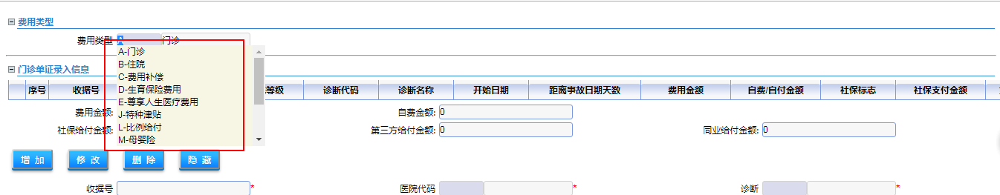 费用类型
费用类型 A 门诊
A-门诊
B-住院
C-费用补偿
D-生育保险费用
E-尊享人生医疗费用
J-特种津贴
L-比例给付
M-母婴险
门诊单证录入信息
序号 收据号 等级 诊断代码 诊断名称 开始日期 距离事故日期天数 费用金额 自费/自付金额 社保标志 社保支付金额
费用金额: 自费金额: 0
社保给付金额: 第三方给付金额: 0 同业给付金额: 0
增 加 修 改 删 除 隐 藏
收据号 * 医院代码 * 诊断 *